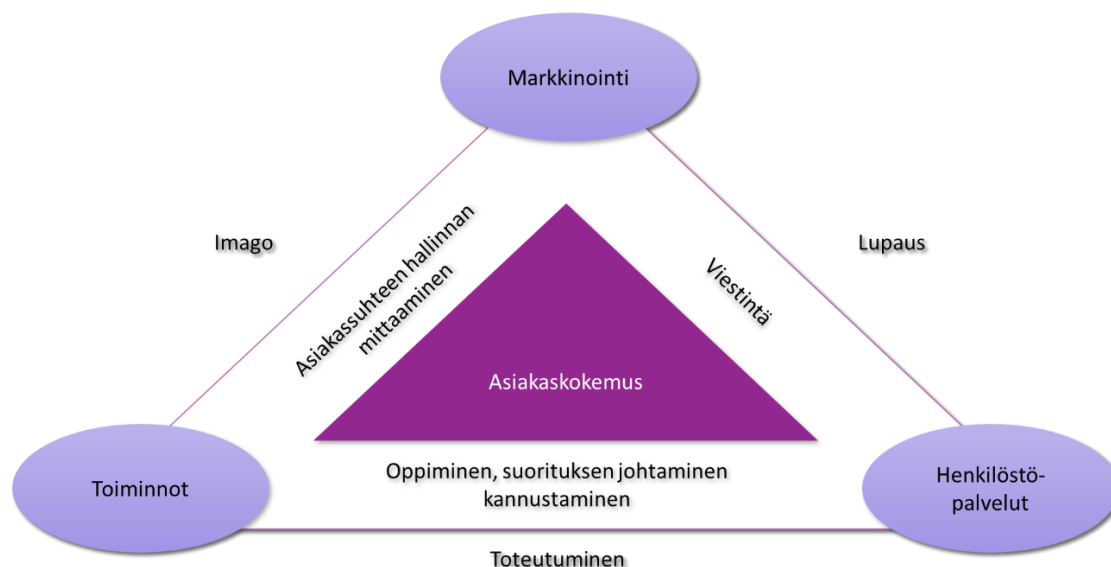 Markkinointi
Imago
Asiakassuhteen hallinnan
mittaaminen
Viestintä
Lupaus
Asiakaskokemus
Toiminnot
Oppiminen, suorituksen johtaminen
kannustaminen
Henkilöstö-
palvelut
Toteutuminen